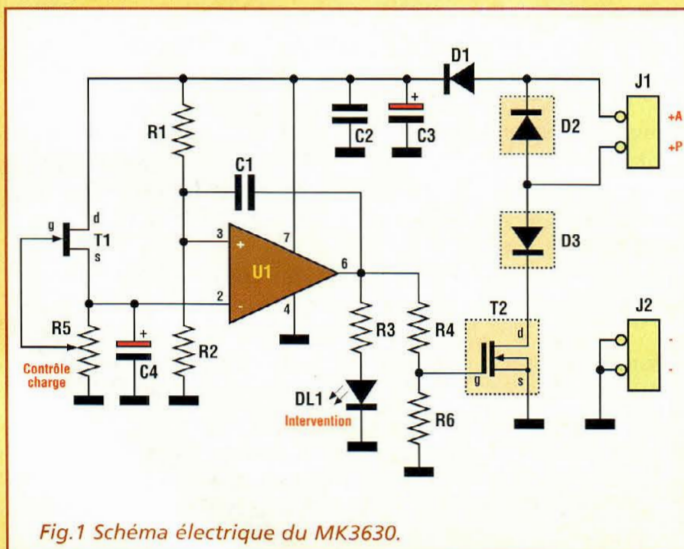 D1
J1
R1
C2
+
C3
D2
+A
+P
C1
g
d
T1
s
3
+
7
U1
6
D3
2
-
4
R5
+
C4
R2
R3
R4
T2
d
J2
-
-
g
s
Contrôle
charge
DL1
Intervention
R6
Fig.1 Schéma électrique du MK3630.